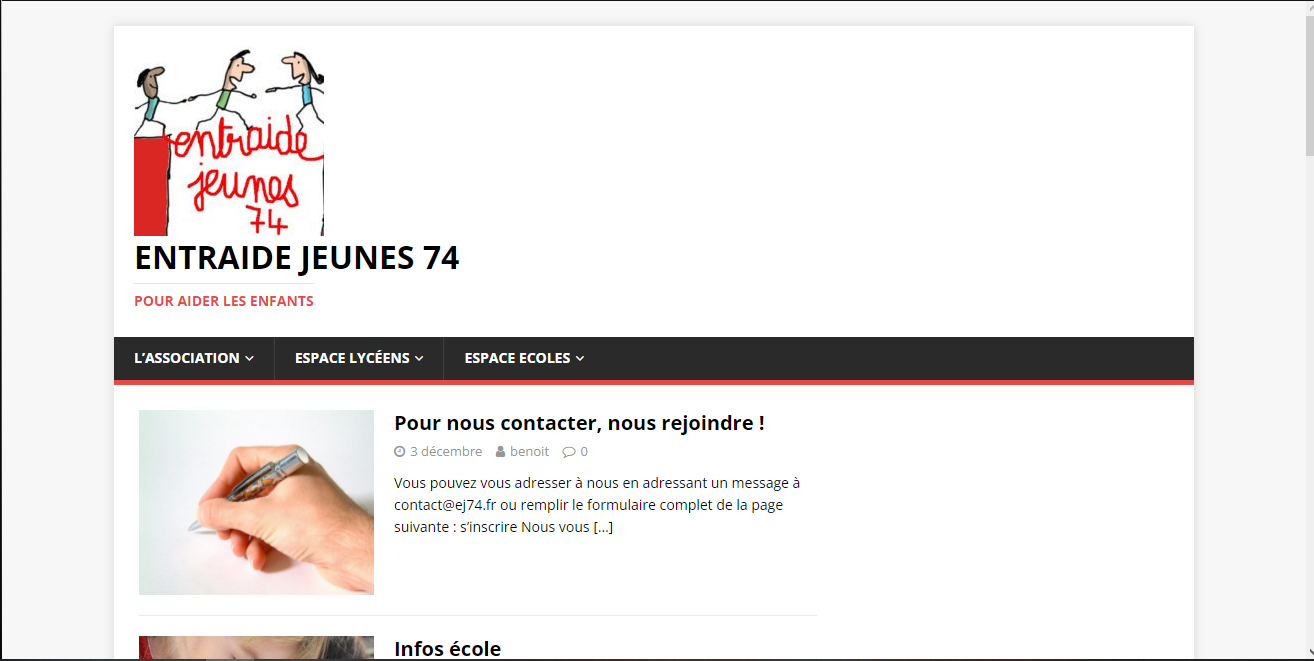 entraide
jeunes
74
ENTRAIDE JEUNES 74
POUR AIDER LES ENFANTS
L’ASSOCIATION
ESPACE LYCÉENS
ESPACE ECOLES
Pour nous contacter, nous rejoindre !
3 décembre benoit 0
Vous pouvez vous adresser à nous en adressant un message à
contact@ej74.fr ou remplir le formulaire complet de la page
suivante : s’inscrire Nous vous [...]
Infos école